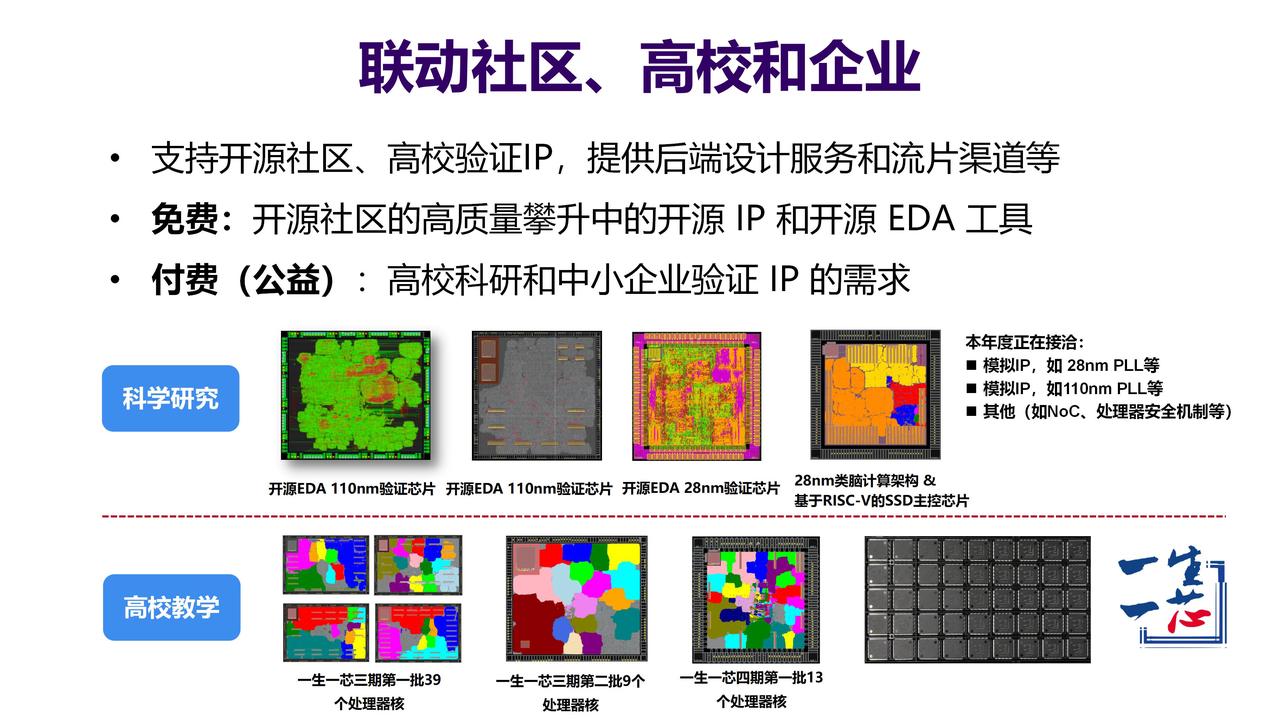 联动社区、高校和企业
• 支持开源社区、高校验证IP，提供后端设计服务和流片渠道等
• 免费：开源社区的高质量攀升中的开源 IP 和开源 EDA 工具
• 付费（公益）：高校科研和中小企业验证 IP 的需求
科学研究
开源EDA 110nm验证芯片
开源EDA 110nm验证芯片
开源EDA 28nm验证芯片
28nm类脑计算架构 &
基于RISC-V的SSD主控芯片
本年度正在接洽：
■ 模拟IP，如 28nm PLL等
■ 模拟IP，如110nm PLL等
■ 其他（如NoC、处理器安全机制等）
高校教学
一生一芯三期第一批39
个处理器核
一生一芯三期第二批9个
处理器核
一生一芯四期第一批13
个处理器核
一生
一芯